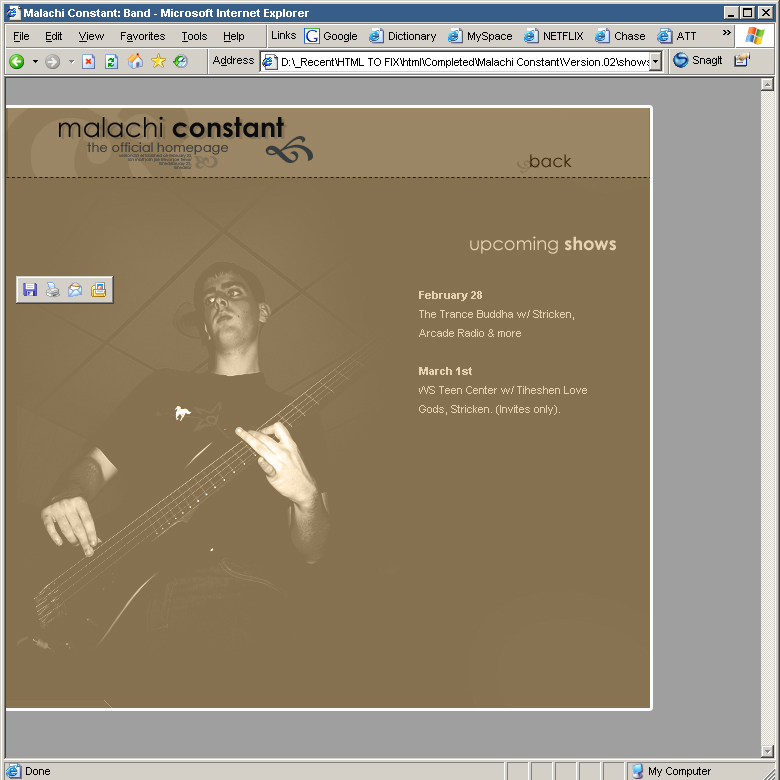 Malachi Constant: Band - Microsoft Internet Explorer
File Edit View Favorites Tools Help Links Google Dictionary MySpace NETFLIX Chase ATT »
Address D:\_Recent\HTML TO FIX\html\Completed\Malachi Constant\Version.02\shows SnagIt
malachi constant
the official homepage
back
upcoming shows
February 28
The Trance Buddha w/ Stricken,
Arcade Radio & more
March 1st
WS Teen Center w/ Tiheshen Love
Gods, Stricken. (Invites only).
Done My Computer